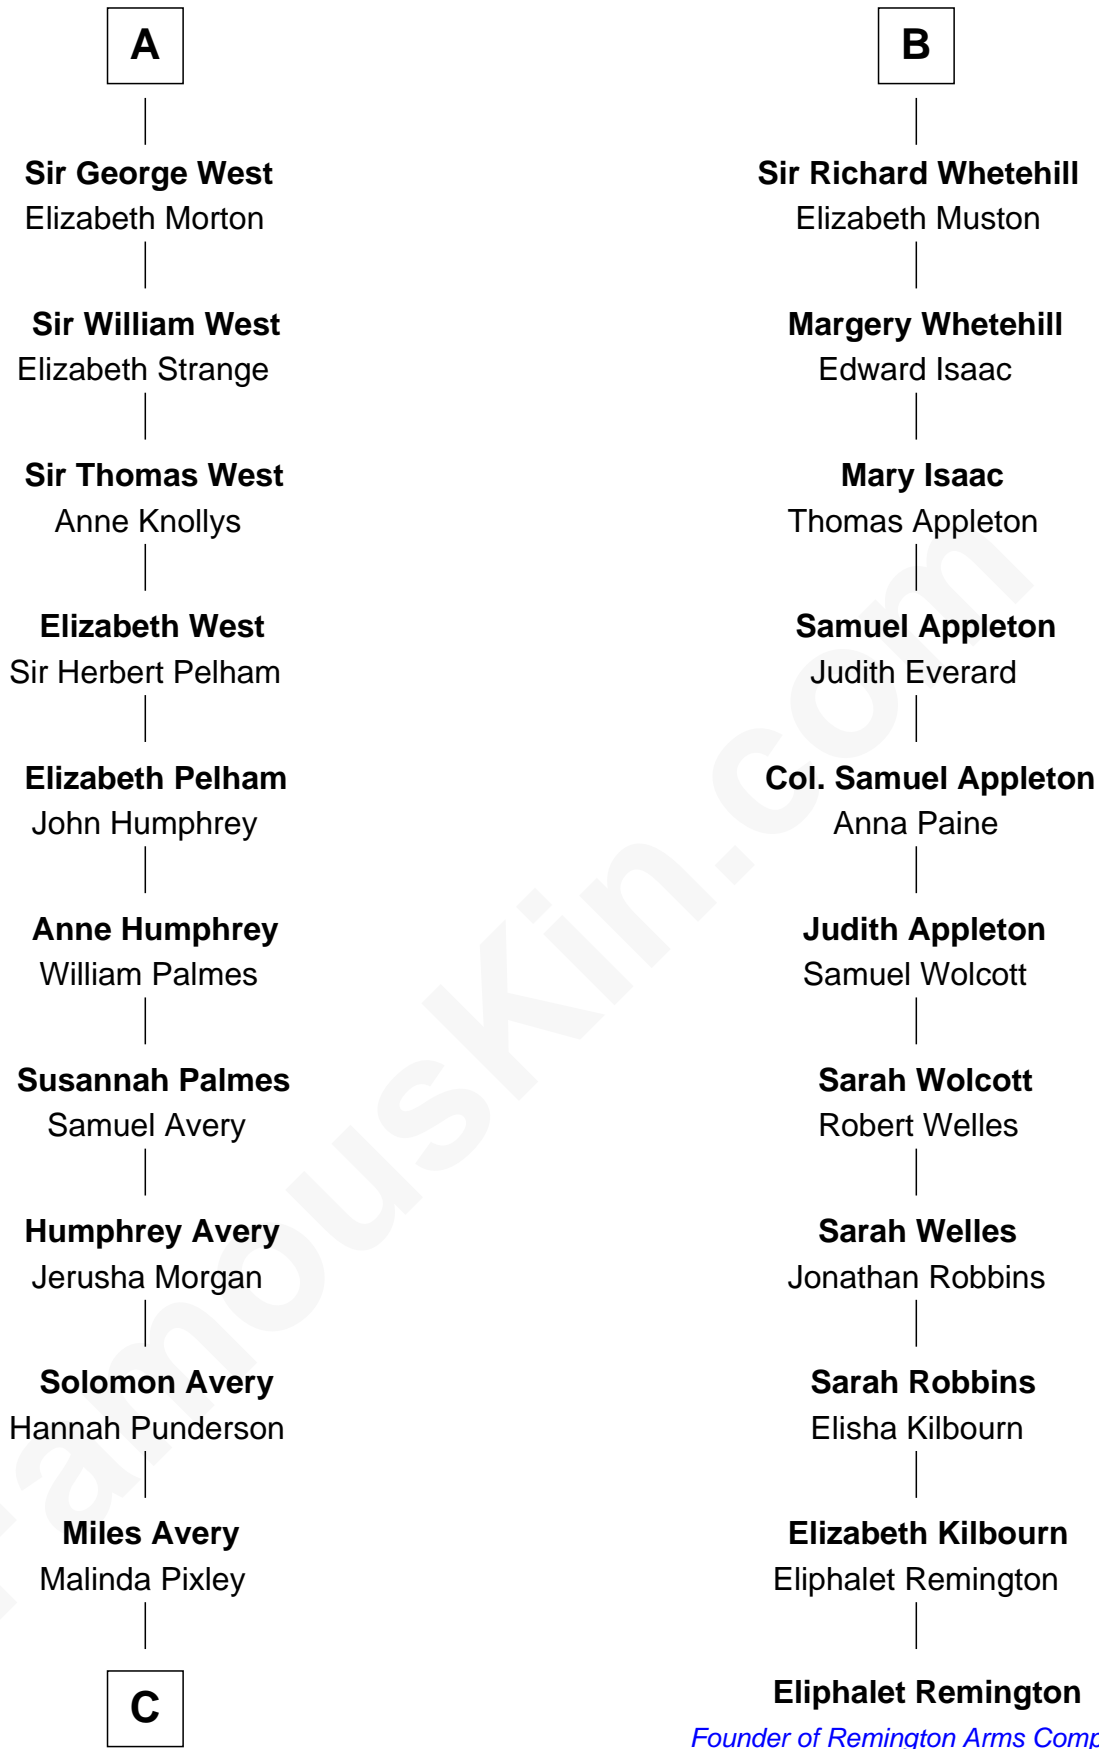 A
Sir George West
Elizabeth Morton
Sir William West
Elizabeth Strange
Sir Thomas West
Anne Knollys
Elizabeth West
Sir Herbert Pelham
Elizabeth Pelham
John Humphrey
Anne Humphrey
William Palmes
Susannah Palmes
Samuel Avery
Humphrey Avery
Jerusha Morgan
Solomon Avery
Hannah Punderson
Miles Avery
Malinda Pixley
C
B
Sir Richard Whetehill
Elizabeth Muston
Margery Whetehill
Edward Isaac
Mary Isaac
Thomas Appleton
Samuel Appleton
Judith Everard
Col. Samuel Appleton
Anna Paine
Judith Appleton
Samuel Wolcott
Sarah Wolcott
Robert Welles
Sarah Welles
Jonathan Robbins
Sarah Robbins
Elisha Kilbourn
Elizabeth Kilbourn
Eliphalet Remington
Eliphalet Remington
Founder of Remington Arms Comp
FamousKin.com